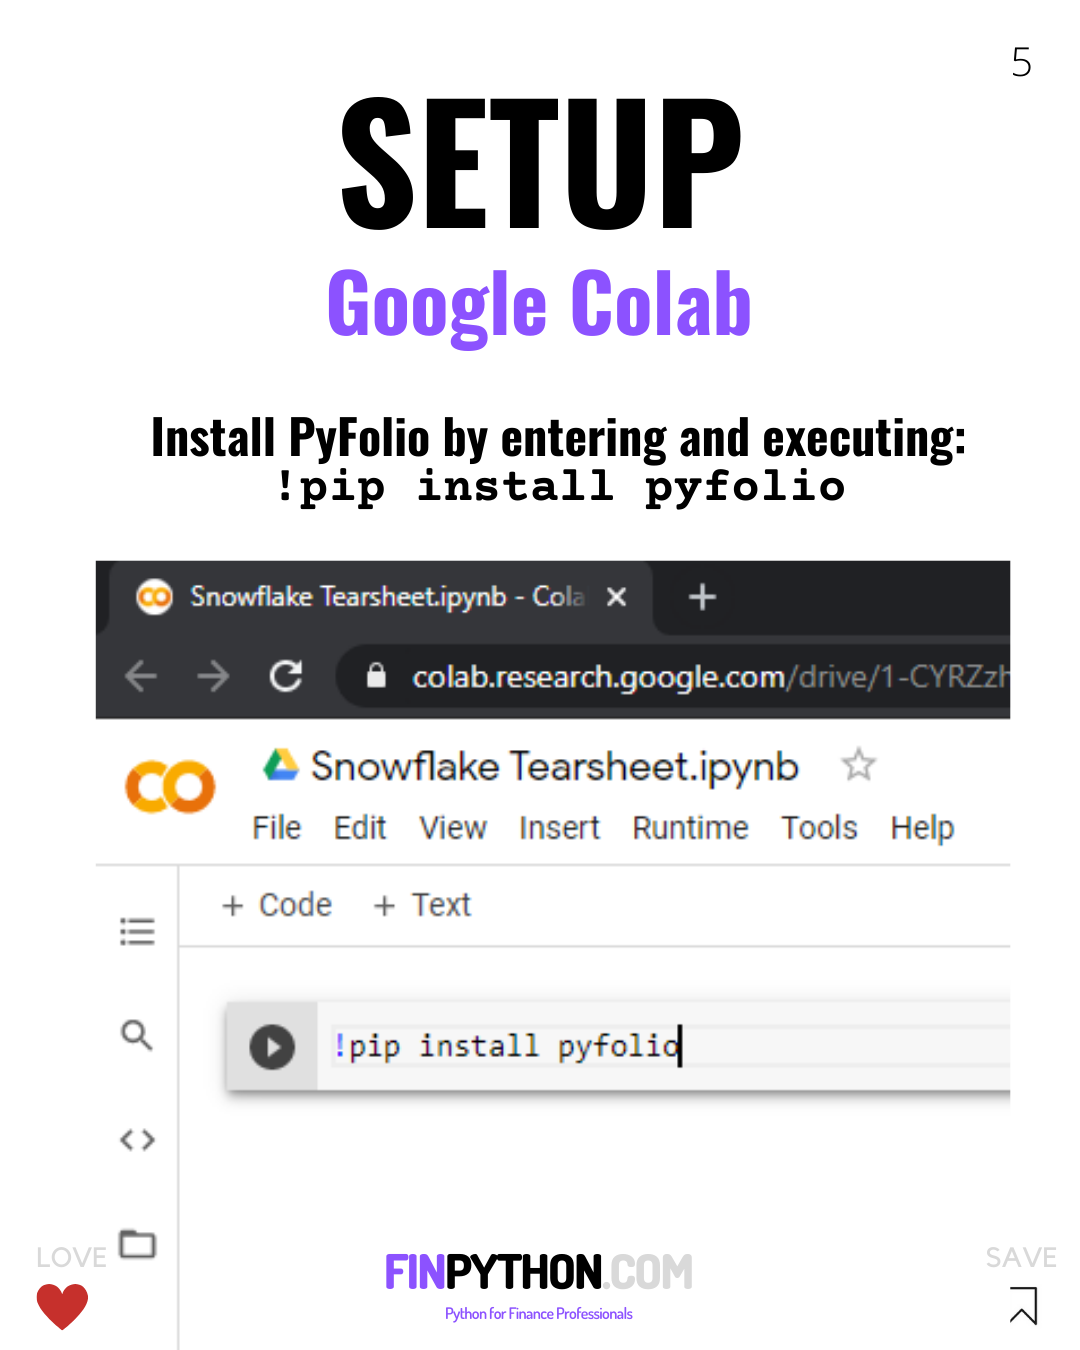 5
SETUP
Google Colab
Install PyFolio by entering and executing:
!pip install pyfolio
Snowflake Tearsheet.ipynb - Cola
colab.research.google.com/drive/1-CYRZzh
Snowflake Tearsheet.ipynb
File Edit View Insert Runtime Tools Help
+ Code + Text
!pip install pyfolio
LOVE
FINPYTHON.COM
SAVE
Python for Finance Professionals